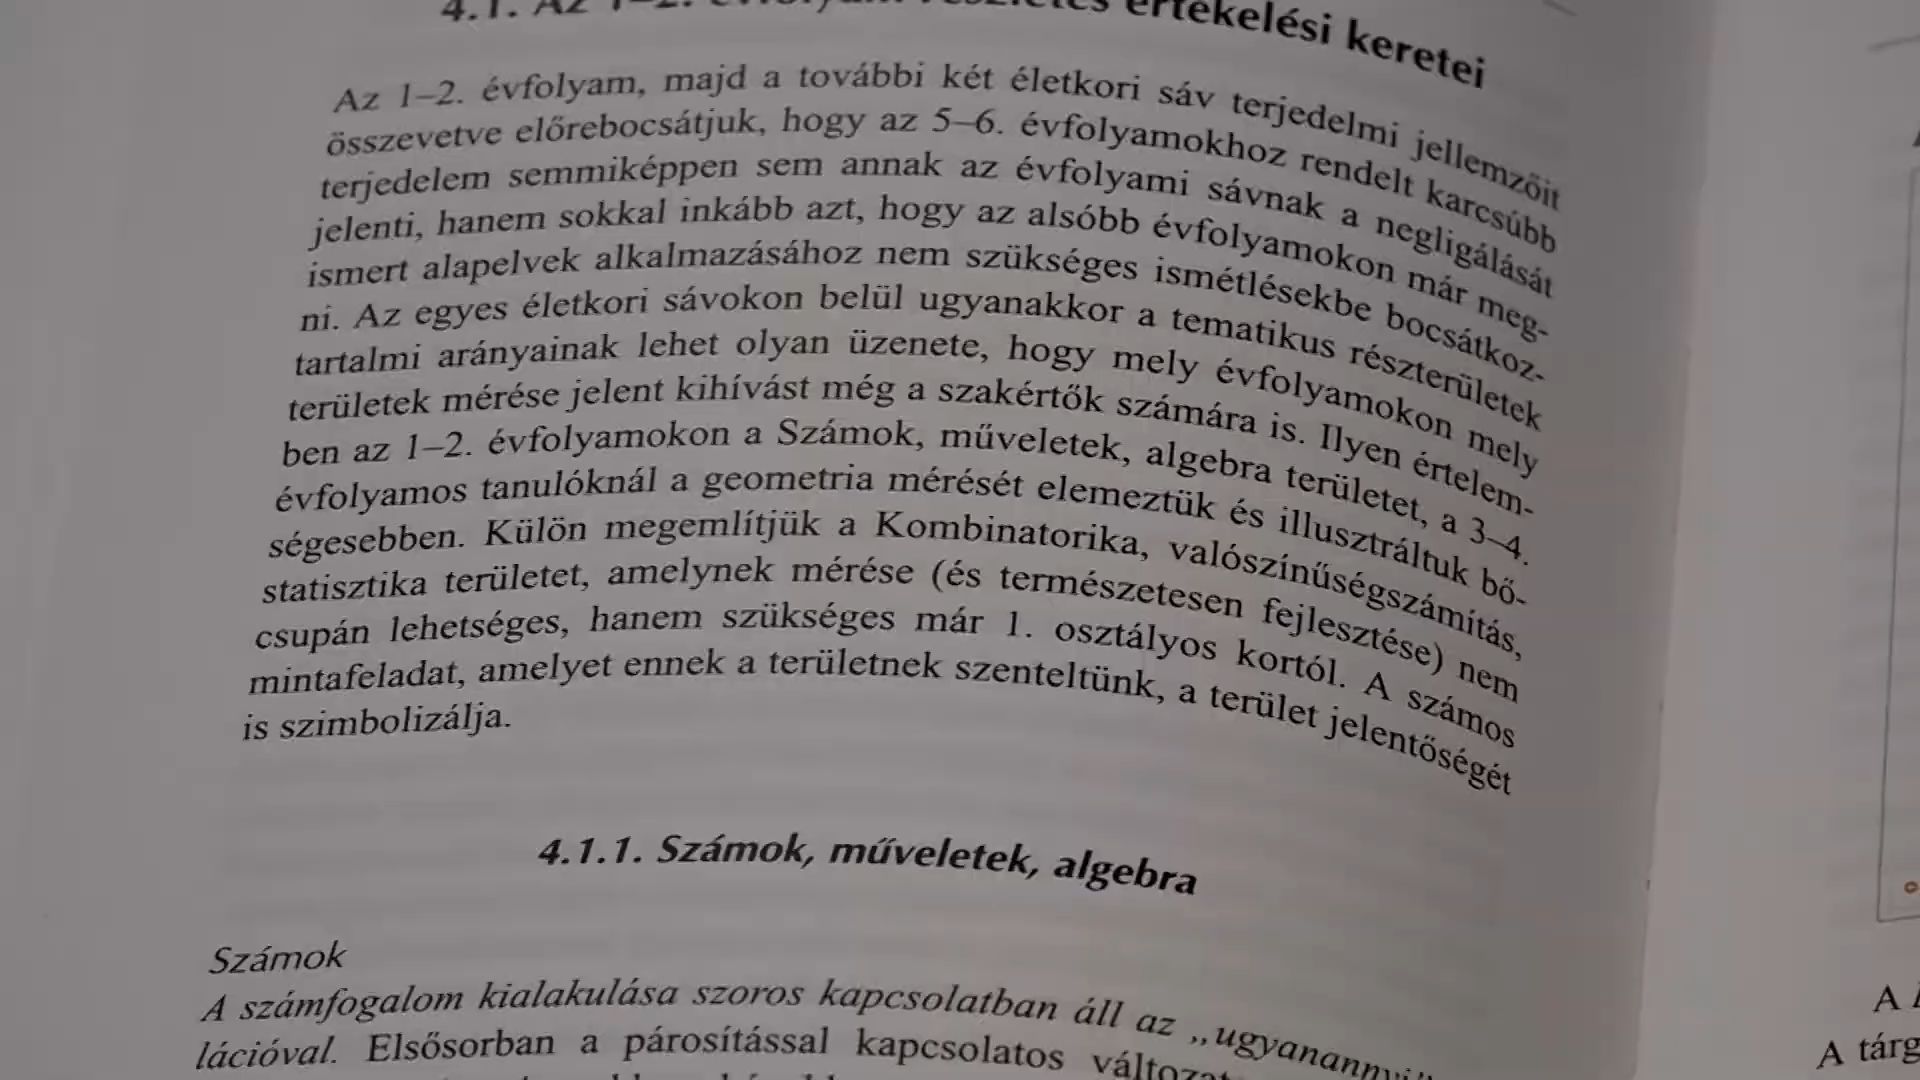 4.1. Az 1–2. évfolyam részletes értékelési keretei
Az 1–2. évfolyam, majd a további két életkori sáv terjedelmi jellemzőit
összevetve előrebocsátjuk, hogy az 5–6. évfolyamokhoz rendelt karcsúbb
terjedelem semmiképpen sem annak az évfolyami sávnak a negligálását
jelenti, hanem sokkal inkább azt, hogy az alsóbb évfolyamokon már meg-
ismert alapelvek alkalmazásához nem szükséges ismétlésekbe bocsátkoz-
ni. Az egyes életkori sávokon belül ugyanakkor a tematikus részterületek
tartalmi arányainak lehet olyan üzenete, hogy mely évfolyamokon mely
területek mérése jelent kihívást még a szakértők számára is. Ilyen értelem-
ben az 1–2. évfolyamokon a Számok, műveletek, algebra területet, a 3–4.
évfolyamos tanulóknál a geometria mérését elemeztük és illusztráltuk bő-
ségesebben. Külön megemlítjük a Kombinatorika, valószínűségszámítás,
statisztika területet, amelynek mérése (és természetesen fejlesztése) nem
csupán lehetséges, hanem szükséges már 1. osztályos kortól. A számos
mintafeladat, amelyet ennek a területnek szenteltünk, a terület jelentőségét
is szimbolizálja.
4.1.1. Számok, műveletek, algebra
Számok
A számfogalom kialakulása szoros kapcsolatban áll az „ugyanannyi”
lációval. Elsősorban a párosítással kapcsolatos
A
A tárg